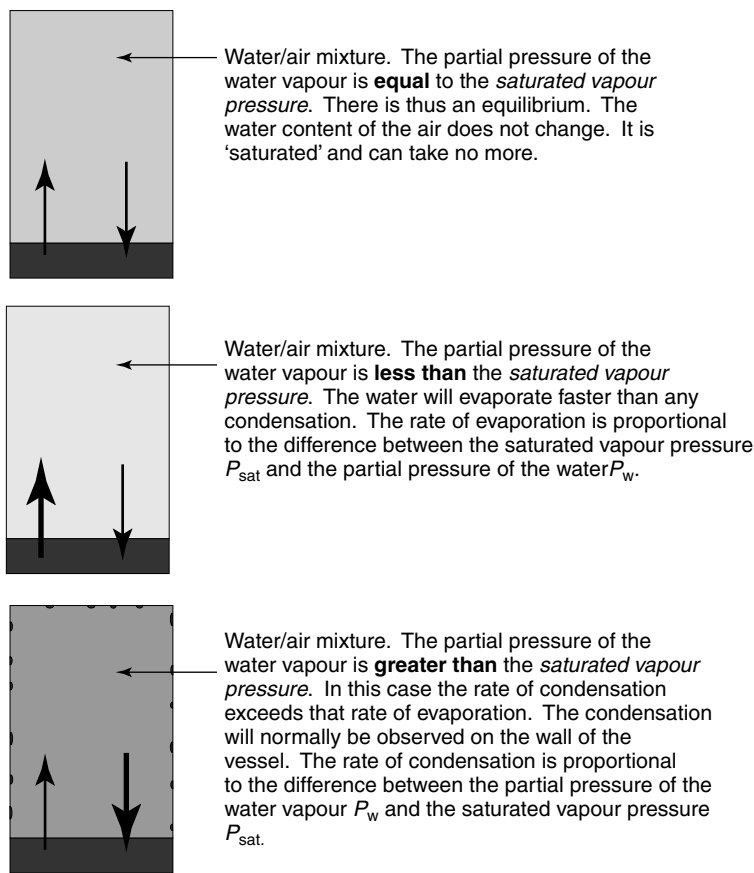 Water/air mixture. The partial pressure of the
water vapour is equal to the saturated vapour
pressure. There is thus an equilibrium. The
water content of the air does not change. It is
‘saturated’ and can take no more.
Water/air mixture. The partial pressure of the
water vapour is less than the saturated vapour
pressure. The water will evaporate faster than any
condensation. The rate of evaporation is proportional
to the difference between the saturated vapour pressure
Psat and the partial pressure of the waterPw.
Water/air mixture. The partial pressure of the
water vapour is greater than the saturated vapour
pressure. In this case the rate of condensation
exceeds that rate of evaporation. The condensation
will normally be observed on the wall of the
vessel. The rate of condensation is proportional
to the difference between the partial pressure of the
water vapour Pw and the saturated vapour pressure
Psat.